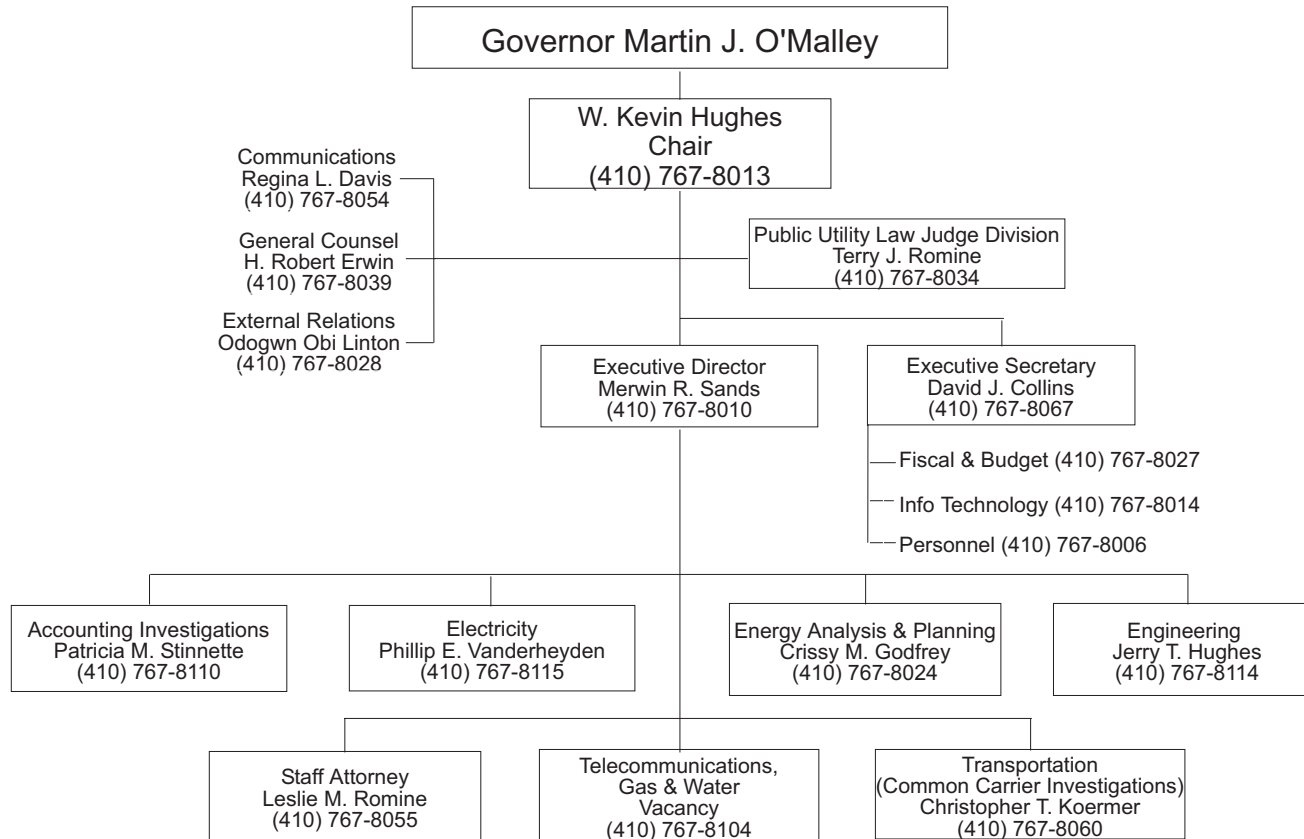 Governor Martin J. O'Malley
W. Kevin Hughes
Chair
(410) 767-8013
Communications
Regina L. Davis
(410) 767-8054
General Counsel
H. Robert Erwin
(410) 767-8039
External Relations
Odogwn Obi Linton
(410) 767-8028
Public Utility Law Judge Division
Terry J. Romine
(410) 767-8034
Executive Director
Merwin R. Sands
(410) 767-8010
Executive Secretary
David J. Collins
(410) 767-8067
Fiscal & Budget (410) 767-8027
Info Technology (410) 767-8014
Personnel (410) 767-8006
Accounting Investigations
Patricia M. Stinnette
(410) 767-8110
Electricity
Phillip E. Vanderheyden
(410) 767-8115
Energy Analysis & Planning
Crissy M. Godfrey
(410) 767-8024
Engineering
Jerry T. Hughes
(410) 767-8114
Staff Attorney
Leslie M. Romine
(410) 767-8055
Telecommunications,
Gas & Water
Vacancy
(410) 767-8104
Transportation
(Common Carrier Investigations)
Christopher T. Koermer
(410) 767-8060